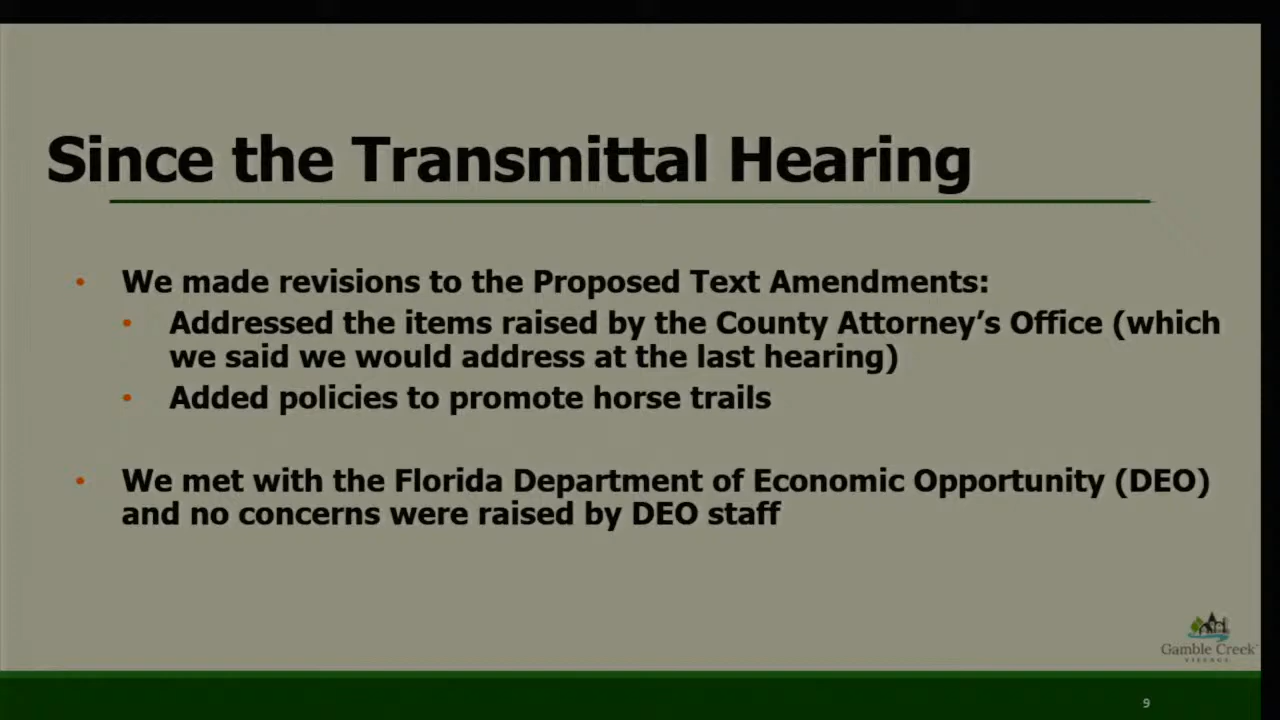 Since the Transmittal Hearing
• We made revisions to the Proposed Text Amendments:
• Addressed the items raised by the County Attorney's Office (which
we said we would address at the last hearing)
• Added policies to promote horse trails
• We met with the Florida Department of Economic Opportunity (DEO)
and no concerns were raised by DEO staff
Gamble Creek
VILLAGE
9